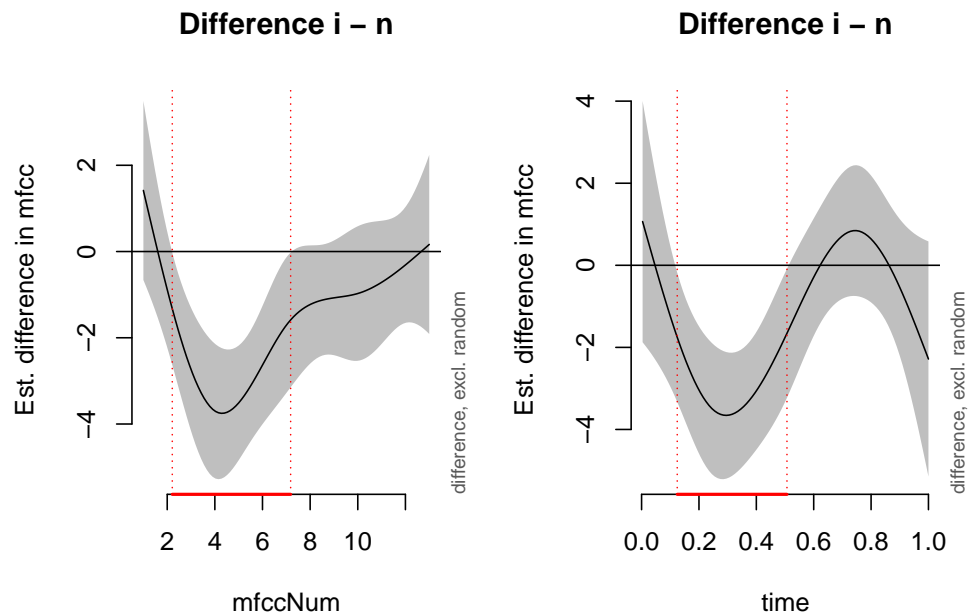 Difference i – n
Est. difference in mfcc
2
0
−2
−4
2 4 6 8 10
mfccNum
difference, excl. random
Difference i – n
Est. difference in mfcc
4
2
0
−2
−4
0.0 0.2 0.4 0.6 0.8 1.0
time
difference, excl. random